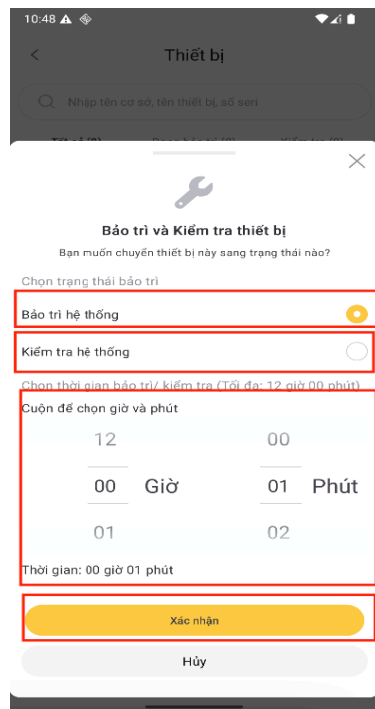 10:48
Thiết bị
Nhập tên cơ sở, tên thiết bị, số seri
Bảo trì và Kiểm tra thiết bị
Bạn muốn chuyển thiết bị này sang trạng thái nào?
Chọn trạng thái bảo trì
Bảo trì hệ thống
Kiểm tra hệ thống
Chọn thời gian bảo trì/ kiểm tra (Tối đa: 12 giờ 00 phút)
Cuộn để chọn giờ và phút
12 00
00 Giờ 01 Phút
01 02
Thời gian: 00 giờ 01 phút
Xác nhận
Hủy